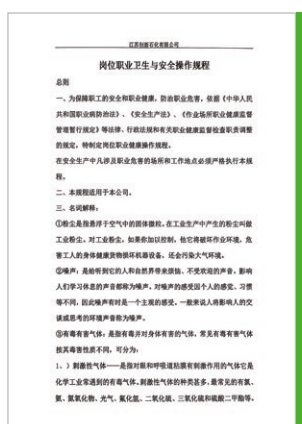 江苏创新石化有限公司
岗位职业卫生与安全操作规程
总则
一、为保障职工的安全和职业健康，防治职业危害，依据《中华人民
共和国职业病防治法》、《安全生产法》、《作业场所职业健康监督
管理暂行规定》等法律、行政法规和有关职业健康监督检查职责调整
的规定，特制定岗位职业健康操作规程。
在安全生产中凡涉及职业危害的场所和工作地点必须严格执行本规
程。
二、本规程适用于本公司。
三、名词解释：
①粉尘是指悬浮于空气中的固体微粒。在工业生产中产生的粉尘叫做
工业粉尘。对工业粉尘，如果你加以控制，他它将破坏作业环境，危
害工人的身体健康货物损坏机器设备，还会污染大气环境。
②噪声：是给听到它的人和自然界带来烦恼、不受欢迎的声音。影响
人们学习休息的声音都称为噪声。对噪声的感受因个人的感觉、习惯
等不同，因此噪声有时是一个主观的感受。一般来说人将影响人的交
谈或思考的环境声音称为噪声。
③有毒有害气体：是指有毒并对身体有害的气体，常见有毒有害气体
按其毒害性质不同，可分为：
1、）刺激性气体——是指对眼和呼吸道粘膜有刺激作用的气体它是
化学工业常遇到的有毒气体。刺激性气体的种类甚多，最常见的有氯、
氨、氮氧化物、光气、氟化氢、二氧化硫、三氧化硫和硫酸二甲酯等。